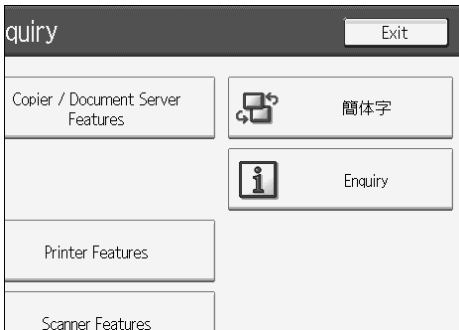 quiry
Exit
Copier / Document Server
Features
簡体字
Enquiry
Printer Features
Scanner Features